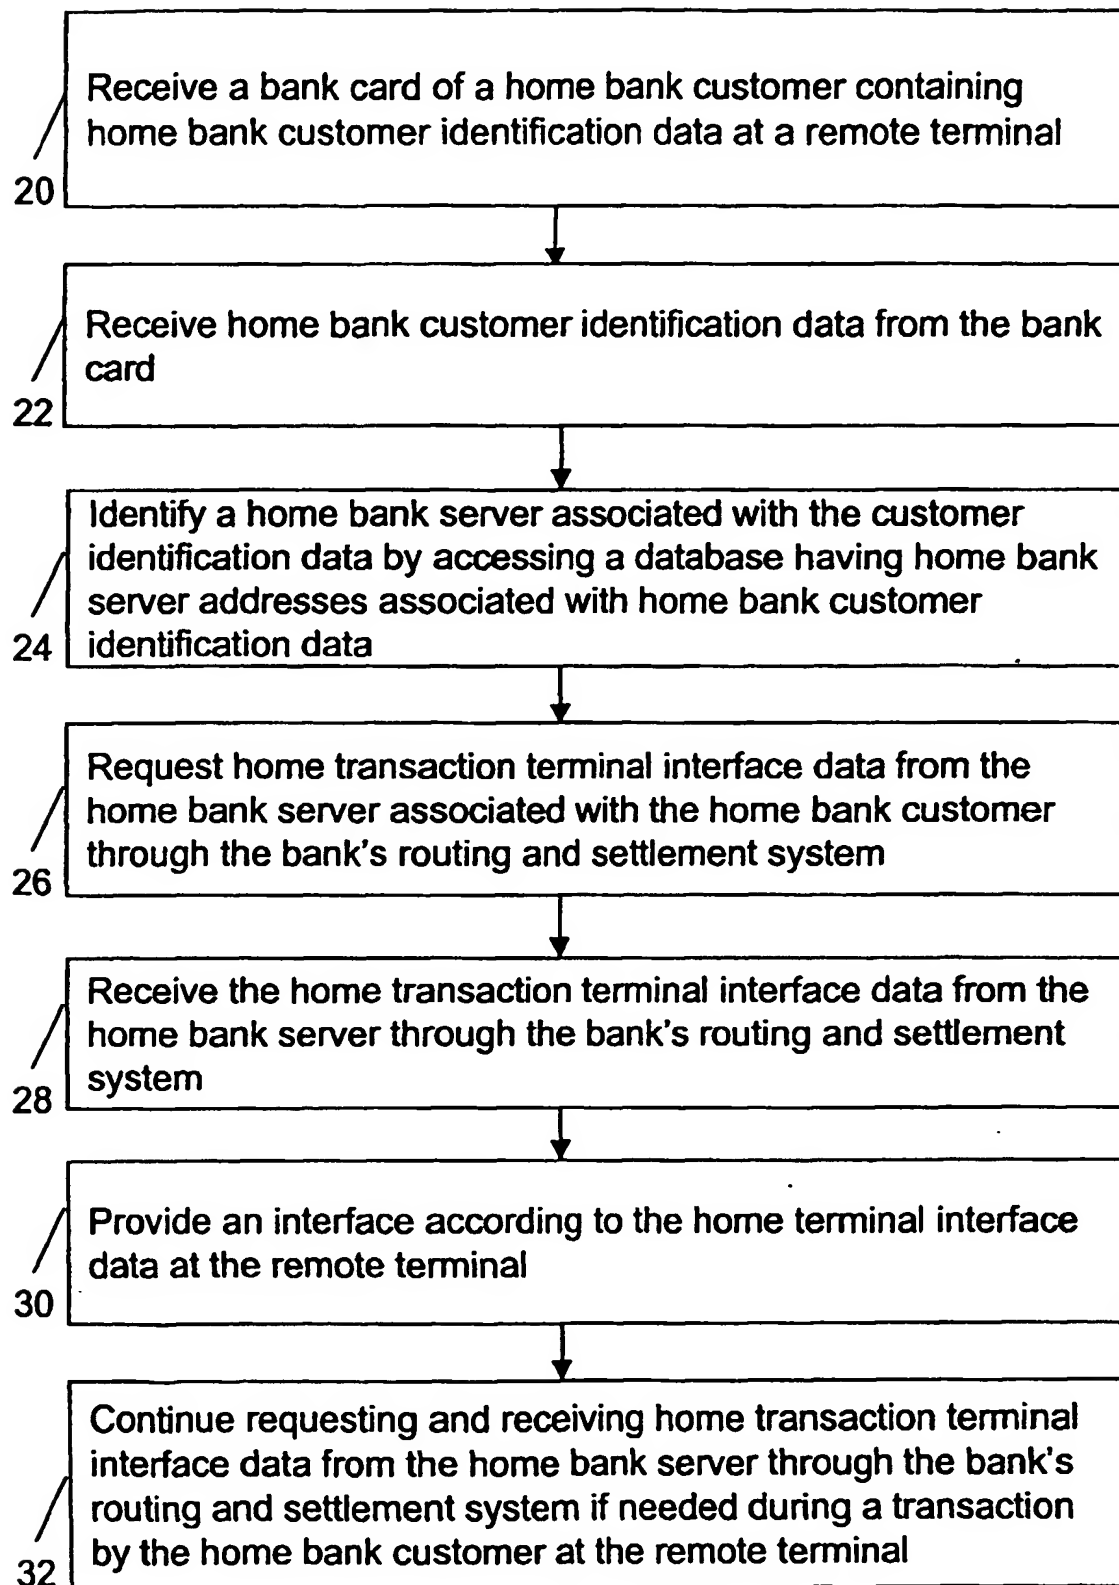 Receive a bank card of a home bank customer containing
home bank customer identification data at a remote terminal
20
Receive home bank customer identification data from the bank
card
22
Identify a home bank server associated with the customer
identification data by accessing a database having home bank
server addresses associated with home bank customer
identification data
24
Request home transaction terminal interface data from the
home bank server associated with the home bank customer
through the bank's routing and settlement system
26
Receive the home transaction terminal interface data from the
home bank server through the bank's routing and settlement
system
28
Provide an interface according to the home terminal interface
data at the remote terminal
30
Continue requesting and receiving home transaction terminal
interface data from the home bank server through the bank's
routing and settlement system if needed during a transaction
by the home bank customer at the remote terminal
32